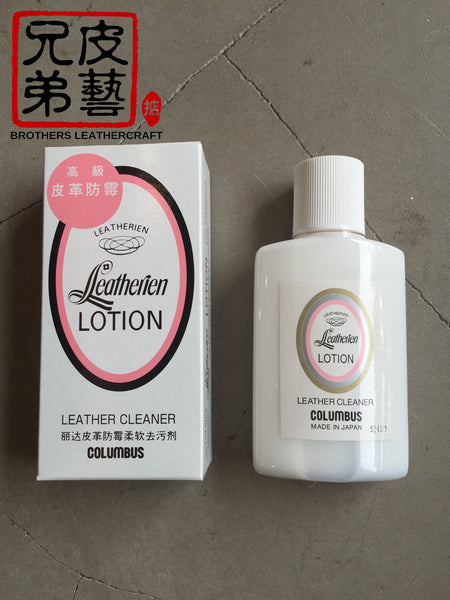 皮藝
兄弟
BROTHERS LEATHERCRAFT
高級
皮革防霉
LEATHERIEN
Leatherien
LOTION
LEATHER CLEANER
丽达皮革防霉柔软去污剂
COLUMBUS
LEATHERIEN
Leatherien
LOTION
LEATHER CLEANER
COLUMBUS
MADE IN JAPAN